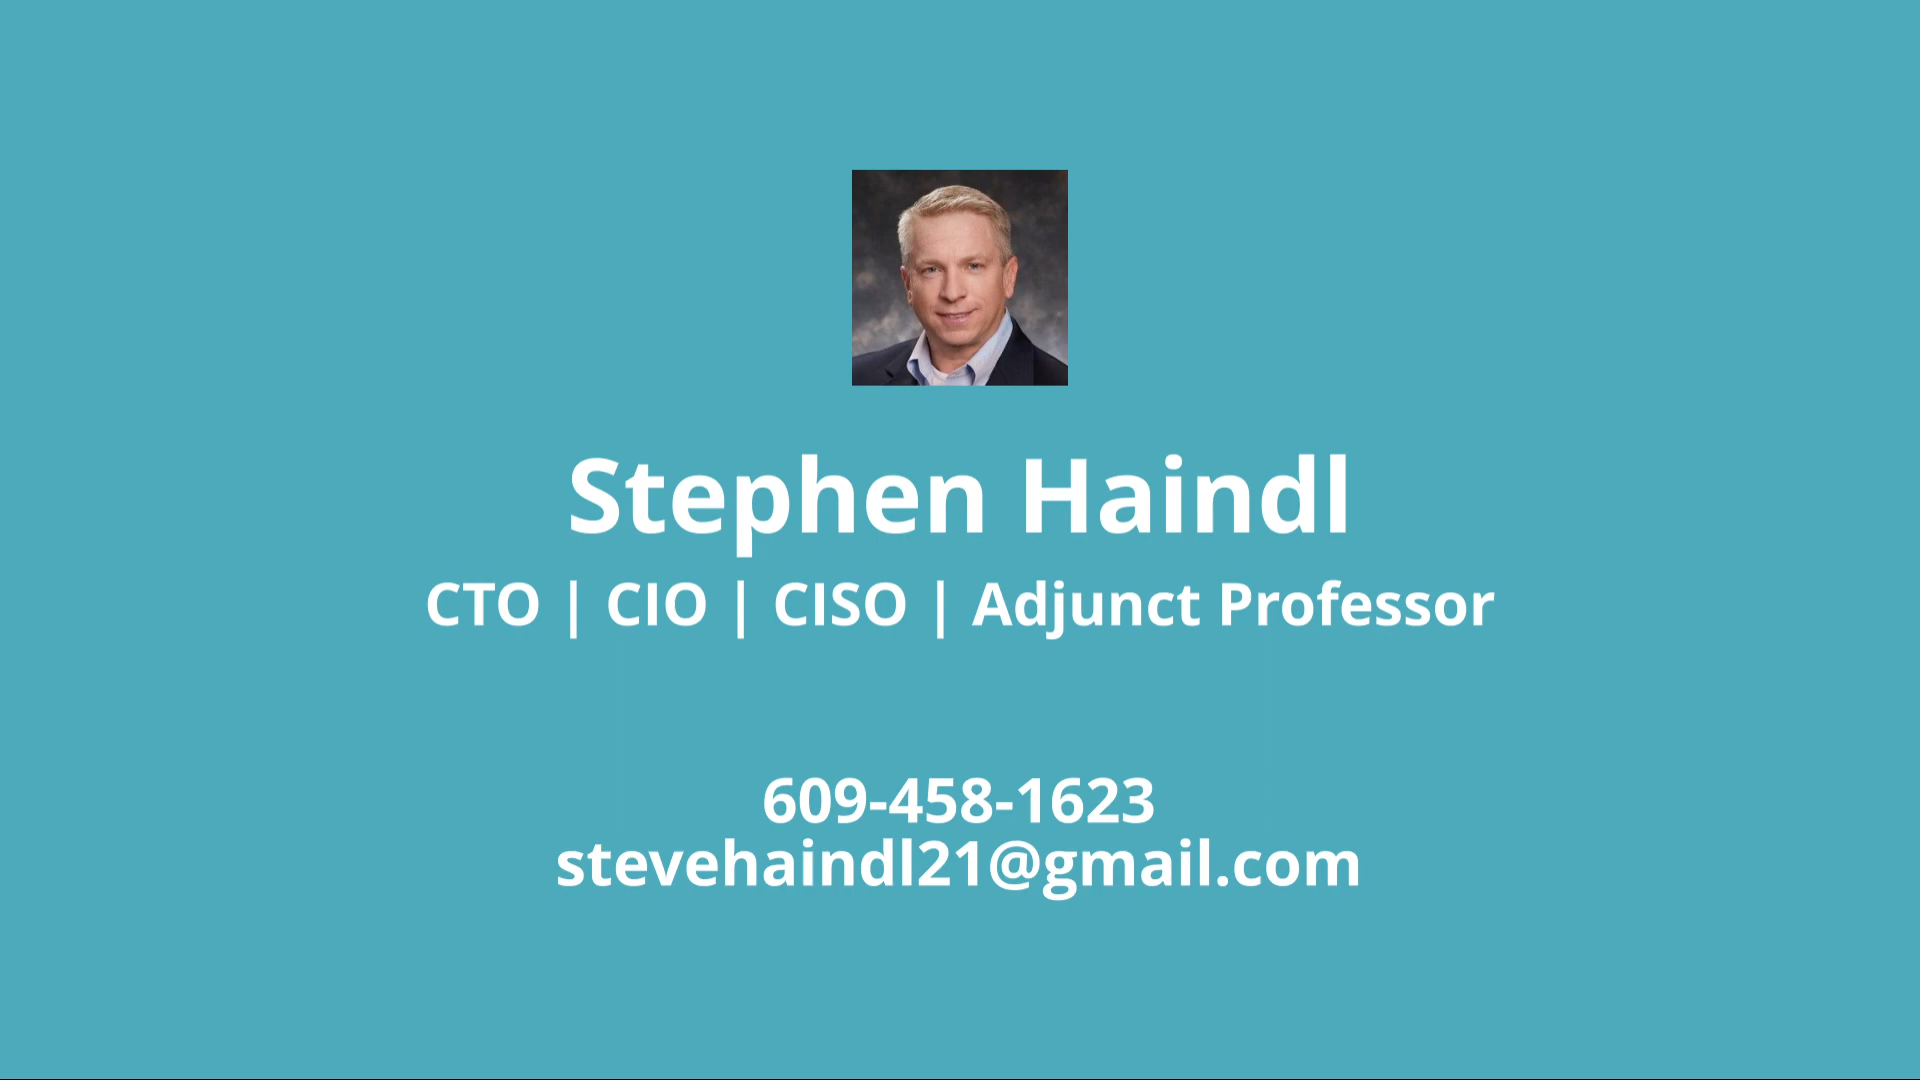 Stephen Haindl
CTO | CIO | CISO | Adjunct Professor
609-458-1623
stevehaindl21@gmail.com